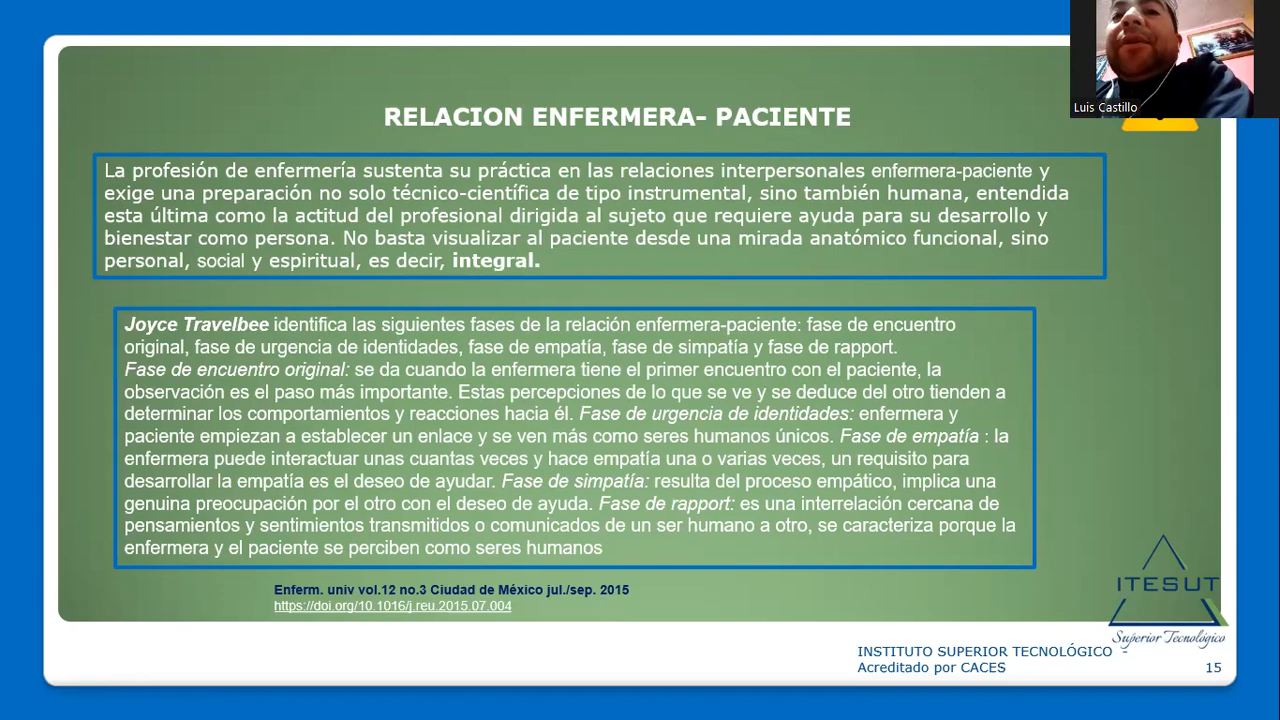 Luis Castillo
RELACION ENFERMERA- PACIENTE
La profesión de enfermería sustenta su práctica en las relaciones interpersonales enfermera-paciente y
exige una preparación no solo técnico-científica de tipo instrumental, sino también humana, entendida
esta última como la actitud del profesional dirigida al sujeto que requiere ayuda para su desarrollo y
bienestar como persona. No basta visualizar al paciente desde una mirada anatómico funcional, sino
personal, social y espiritual, es decir, integral.
Joyce Travelbee identifica las siguientes fases de la relación enfermera-paciente: fase de encuentro
original, fase de urgencia de identidades, fase de empatía, fase de simpatía y fase de rapport.
Fase de encuentro original: se da cuando la enfermera tiene el primer encuentro con el paciente, la
observación es el paso más importante. Estas percepciones de lo que se ve y se deduce del otro tienden a
determinar los comportamientos y reacciones hacia él. Fase de urgencia de identidades: enfermera y
paciente empiezan a establecer un enlace y se ven más como seres humanos únicos. Fase de empatía : la
enfermera puede interactuar unas cuantas veces y hace empatía una o varias veces, un requisito para
desarrollar la empatía es el deseo de ayudar. Fase de simpatía: resulta del proceso empático, implica una
genuina preocupación por el otro con el deseo de ayuda. Fase de rapport: es una interrelación cercana de
pensamientos y sentimientos transmitidos o comunicados de un ser humano a otro, se caracteriza porque la
enfermera y el paciente se perciben como seres humanos
Enferm. univ vol.12 no.3 Ciudad de México jul./sep. 2015
https://doi.org/10.1016/j.reu.2015.07.004
ITESUT
Superior Tecnológico
INSTITUTO SUPERIOR TECNOLÓGICO -
Acreditado por CACES
15